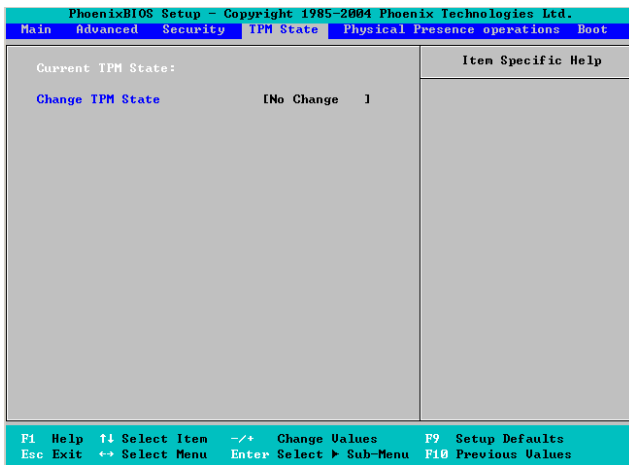 PhoenixBIOS Setup - Copyright 1985-2004 Phoenix Technologies Ltd.
Main Advanced Security TPM State Physical Presence operations Boot
Item Specific Help
Current TPM State:
Change TPM State [No Change ]
F1 Help ↑↓ Select Item -/+ Change Values F9 Setup Defaults
Esc Exit ↔ Select Menu Enter Select ▶ Sub-Menu F10 Previous Values